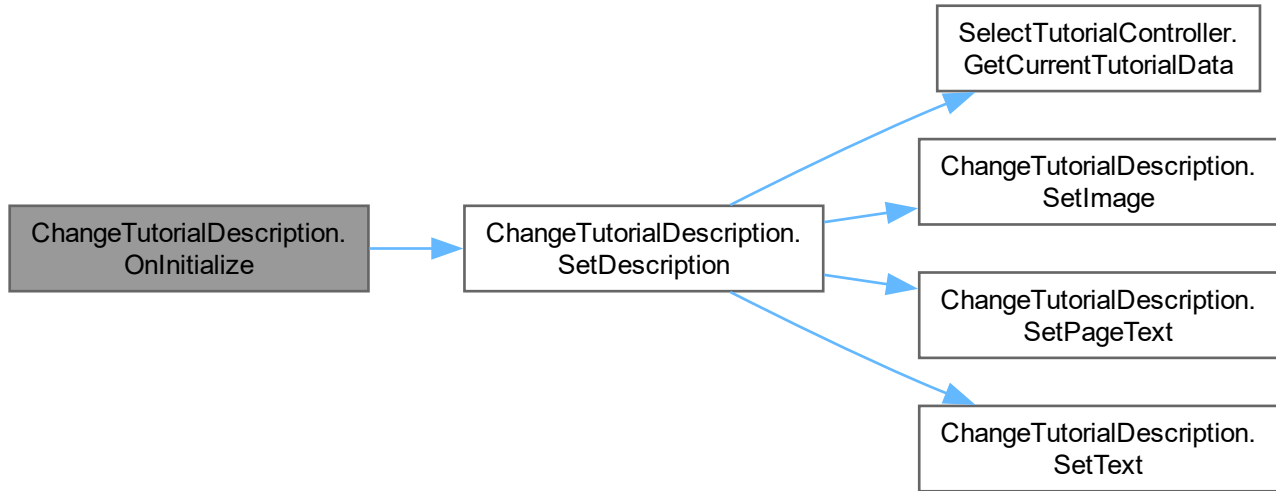 ChangeTutorialDescription.
OnInitialize
ChangeTutorialDescription.
SetDescription
SelectTutorialController.
GetCurrentTutorialData
ChangeTutorialDescription.
SetImage
ChangeTutorialDescription.
SetPageText
ChangeTutorialDescription.
SetText